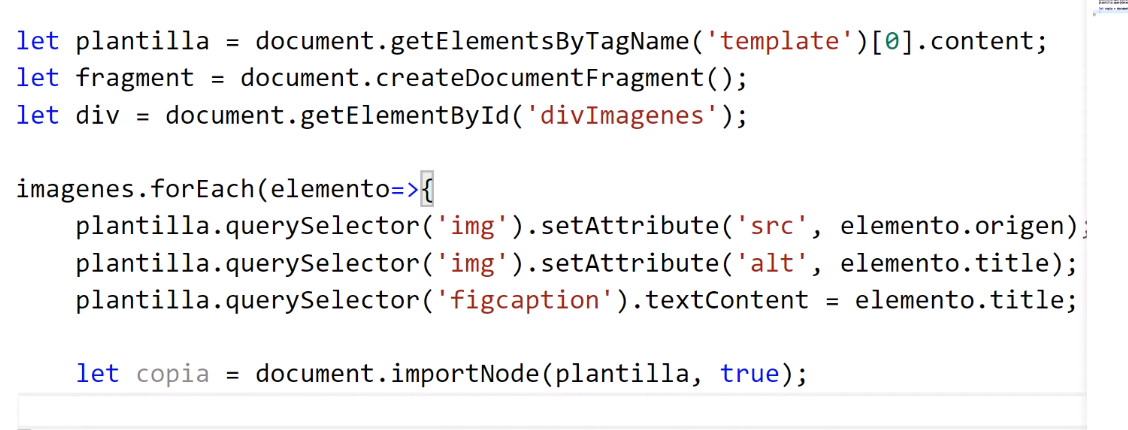 let plantilla = document.getElementsByTagName('template')[0].content;
let fragment = document.createDocumentFragment();
let div = document.getElementById('divImagenes');
imagenes.forEach(elemento=>{
plantilla.querySelector('img').setAttribute('src', elemento.origen);
plantilla.querySelector('img').setAttribute('alt', elemento.title);
plantilla.querySelector('figcaption').textContent = elemento.title;
let copia = document.importNode(plantilla, true);